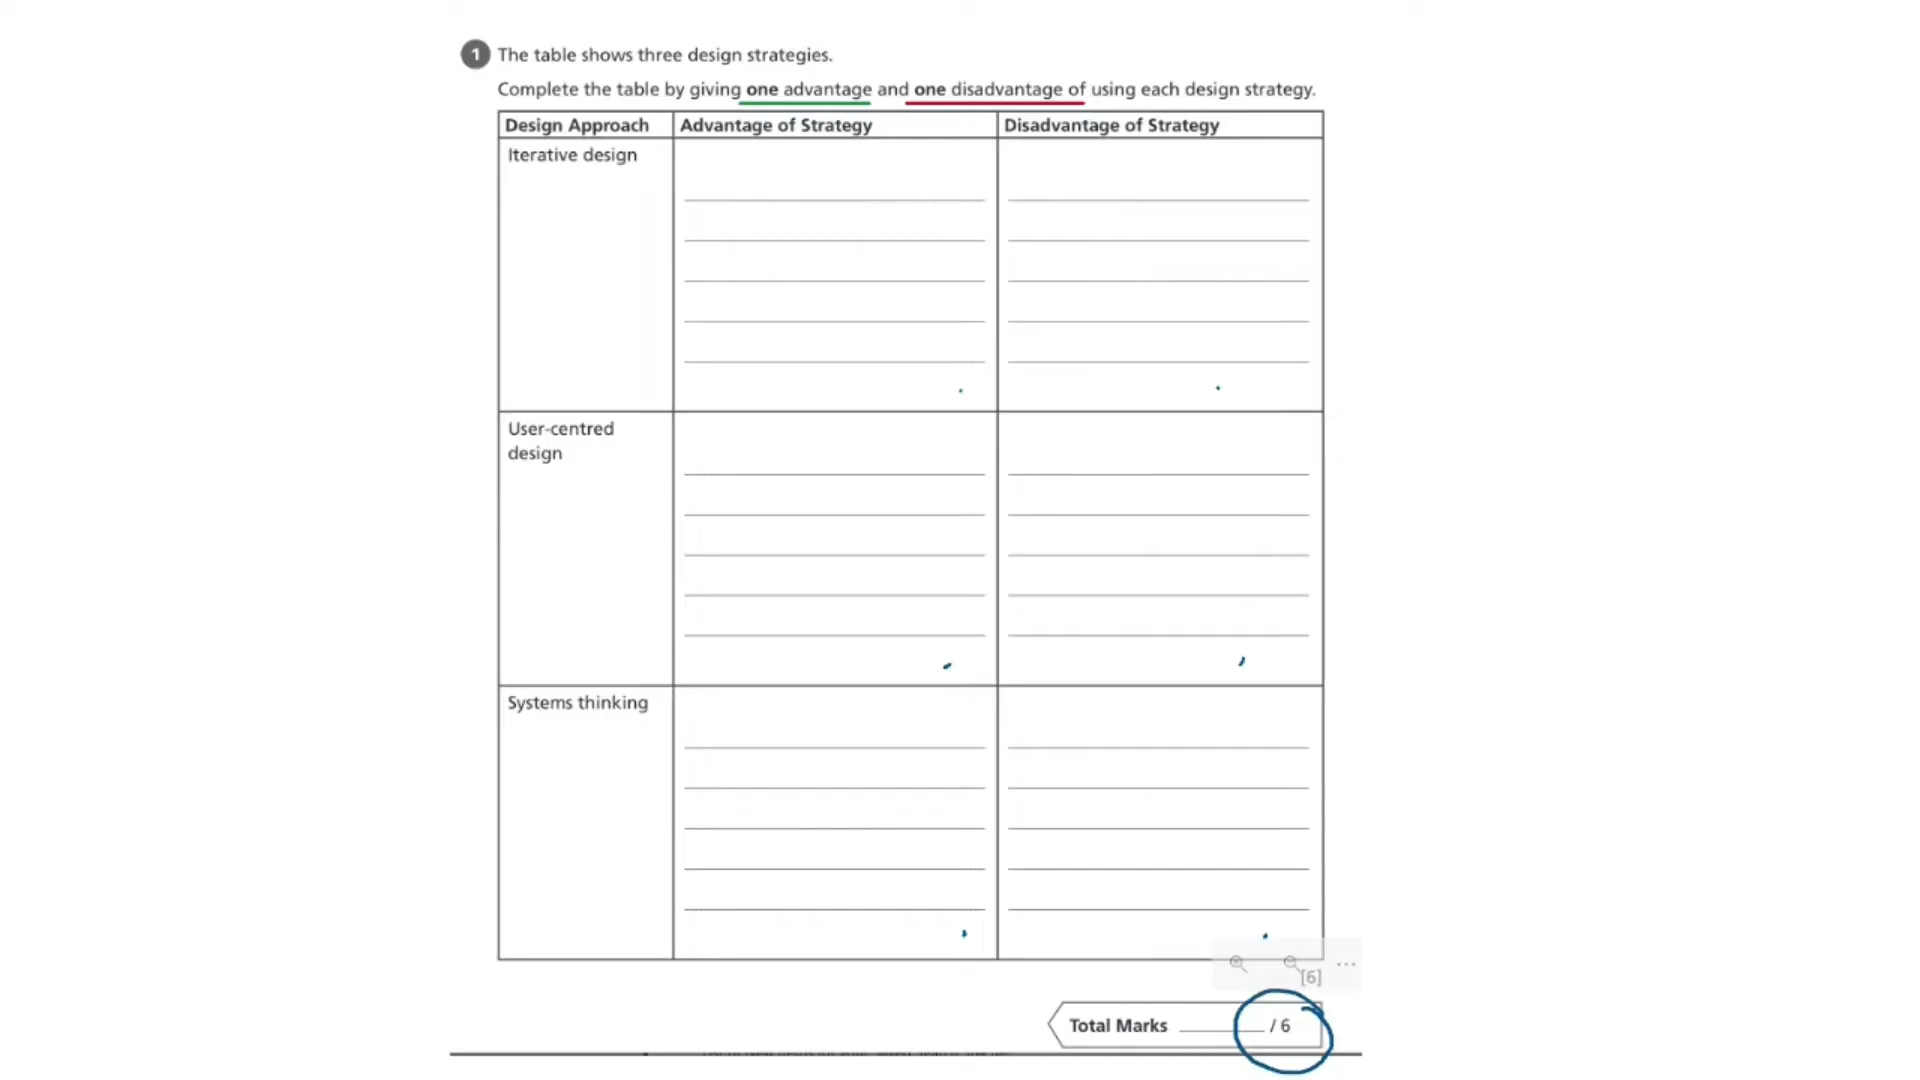 1 The table shows three design strategies.
Complete the table by giving one advantage and one disadvantage of using each design strategy.
Design Approach Advantage of Strategy Disadvantage of Strategy
Iterative design
User-centred
design
Systems thinking
[6]
Total Marks ________ / 6